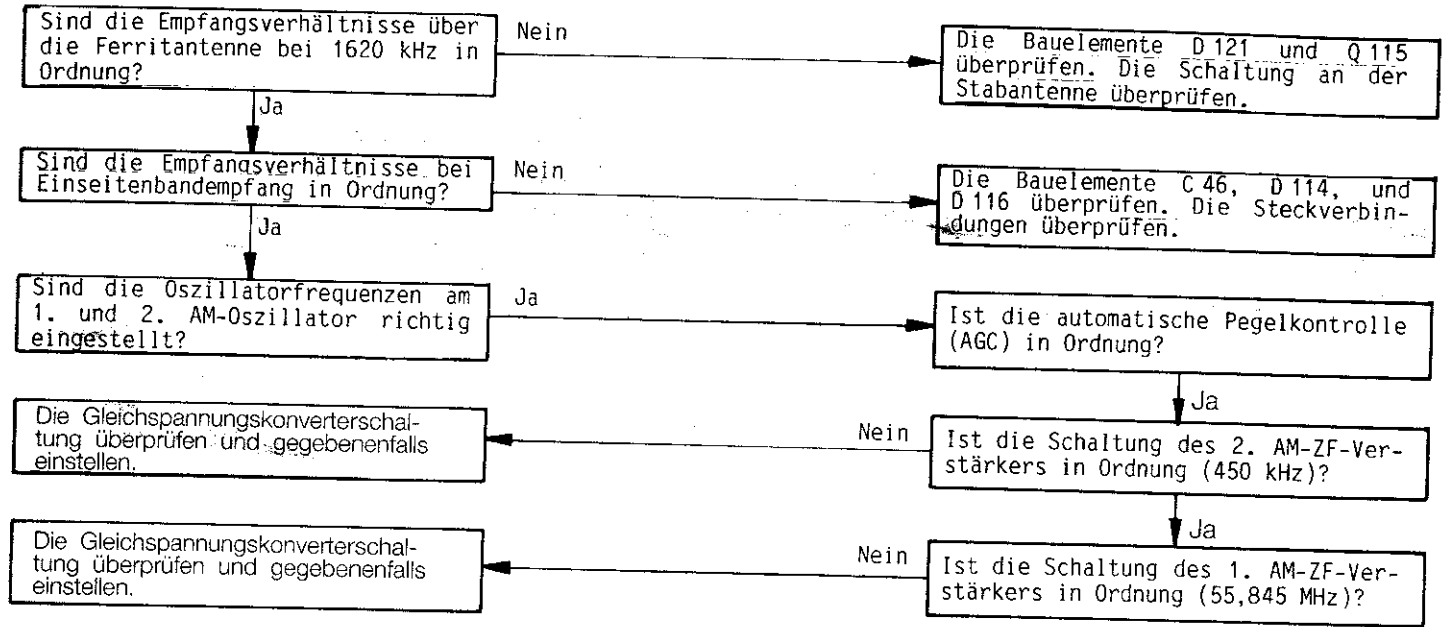 Sind die Empfangsverhältnisse über
die Ferritantenne bei 1620 kHz in
Ordnung?
Nein
Die Bauelemente D 121 und Q 115
überprüfen. Die Schaltung an der
Stabantenne überprüfen.
Ja
Sind die Empfangsverhältnisse bei
Einseitenbandempfang in Ordnung?
Nein
Die Bauelemente C 46, D 114, und
D 116 überprüfen. Die Steckverbin-
dungen überprüfen.
Ja
Sind die Oszillatorfrequenzen am
1. und 2. AM-Oszillator richtig
eingestellt?
Ja
Ist die automatische Pegelkontrolle
(AGC) in Ordnung?
Ja
Die Gleichspannungskonverterschal-
tung überprüfen und gegebenenfalls
einstellen.
Nein
Ist die Schaltung des 2. AM-ZF-Ver-
stärkers in Ordnung (450 kHz)?
Ja
Die Gleichspannungskonverterschal-
tung überprüfen und gegebenenfalls
einstellen.
Nein
Ist die Schaltung des 1. AM-ZF-Ver-
stärkers in Ordnung (55,845 MHz)?